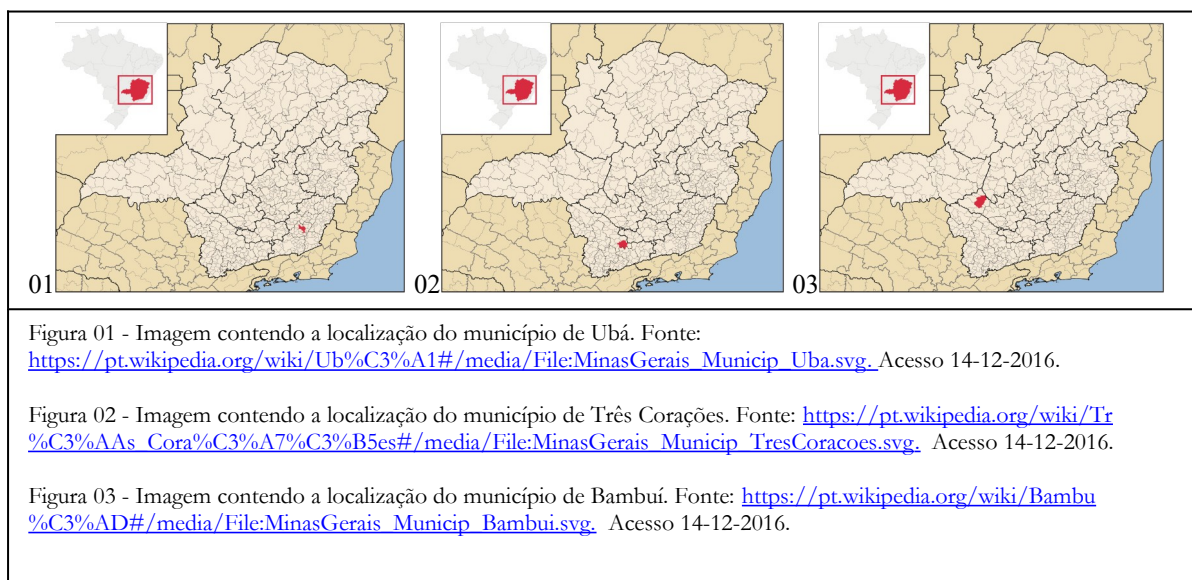 01
02
03
Figura 01 - Imagem contendo a localização do município de Ubá. Fonte:
https://pt.wikipedia.org/wiki/Ub%C3%A1#/media/File:MinasGerais_Municip_Uba.svg. Acesso 14-12-2016.
Figura 02 - Imagem contendo a localização do município de Três Corações. Fonte: https://pt.wikipedia.org/wiki/Tr
%C3%AAs_Cora%C3%A7%C3%B5es#/media/File:MinasGerais_Municip_TresCoracoes.svg. Acesso 14-12-2016.
Figura 03 - Imagem contendo a localização do município de Bambuí. Fonte: https://pt.wikipedia.org/wiki/Bambu
%C3%AD#/media/File:MinasGerais_Municip_Bambui.svg. Acesso 14-12-2016.